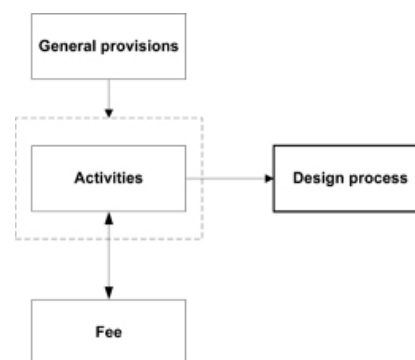 General provisions
Activities
Design process
Fee